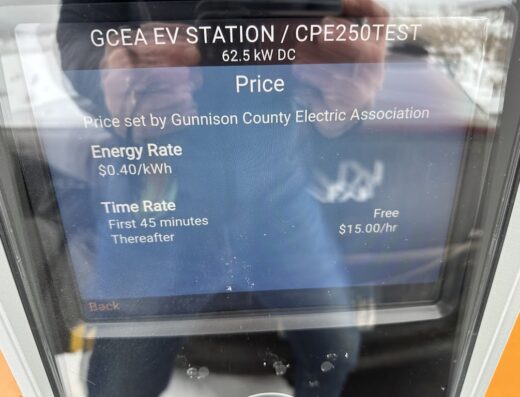 GCEA EV STATION / CPE250TEST
62.5 kW DC
Price
Price set by Gunnison County Electric Association
Energy Rate
$0.40/kWh
Time Rate
First 45 minutes Free
Thereafter $15.00/hr
Back